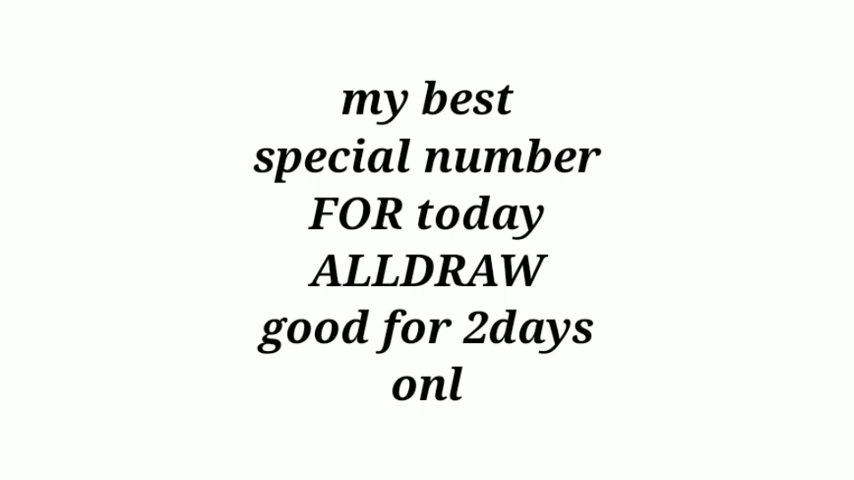 my best
special number
FOR today
ALLDRAW
good for 2days
onl